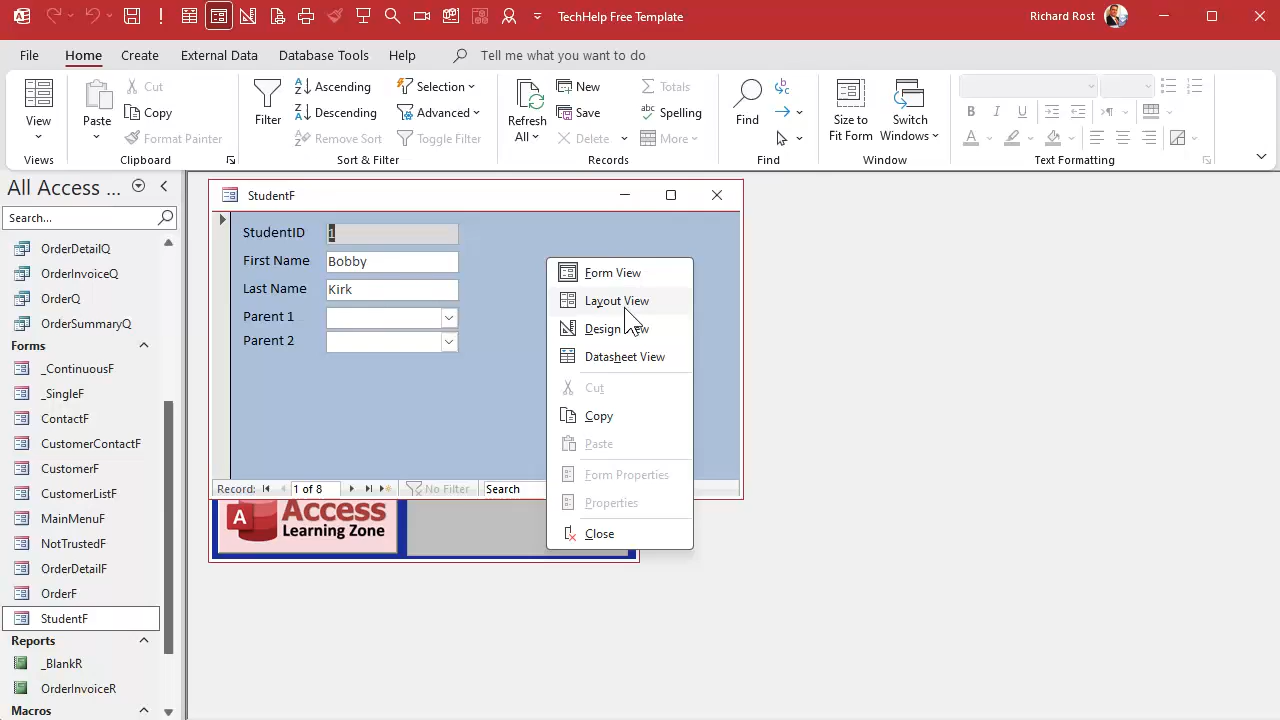 TechHelp Free Template
Richard Rost
File
Home
Create
External Data
Database Tools
Help
Tell me what you want to do
View
Views
Paste
Cut
Copy
Format Painter
Clipboard
Filter
Ascending
Descending
Remove Sort
Selection
Advanced
Toggle Filter
Sort & Filter
Refresh
All
New
Save
Delete
Totals
Spelling
More
Records
Find
Find
Size to
Fit Form
Switch
Windows
Window
B I U
A
Text Formatting
All Access ...
Search...
OrderDetailQ
OrderInvoiceQ
OrderQ
OrderSummaryQ
Forms
_ContinuousF
_SingleF
ContactF
CustomerContactF
CustomerF
CustomerListF
MainMenuF
NotTrustedF
OrderDetailF
OrderF
StudentF
Reports
_BlankR
OrderInvoiceR
Macros
StudentF
StudentID 1
First Name Bobby
Last Name Kirk
Parent 1
Parent 2
Record: 1 of 8 No Filter Search
A Access
Learning Zone
Form View
Layout View
Design
Datasheet View
Cut
Copy
Paste
Form Properties
Properties
Close